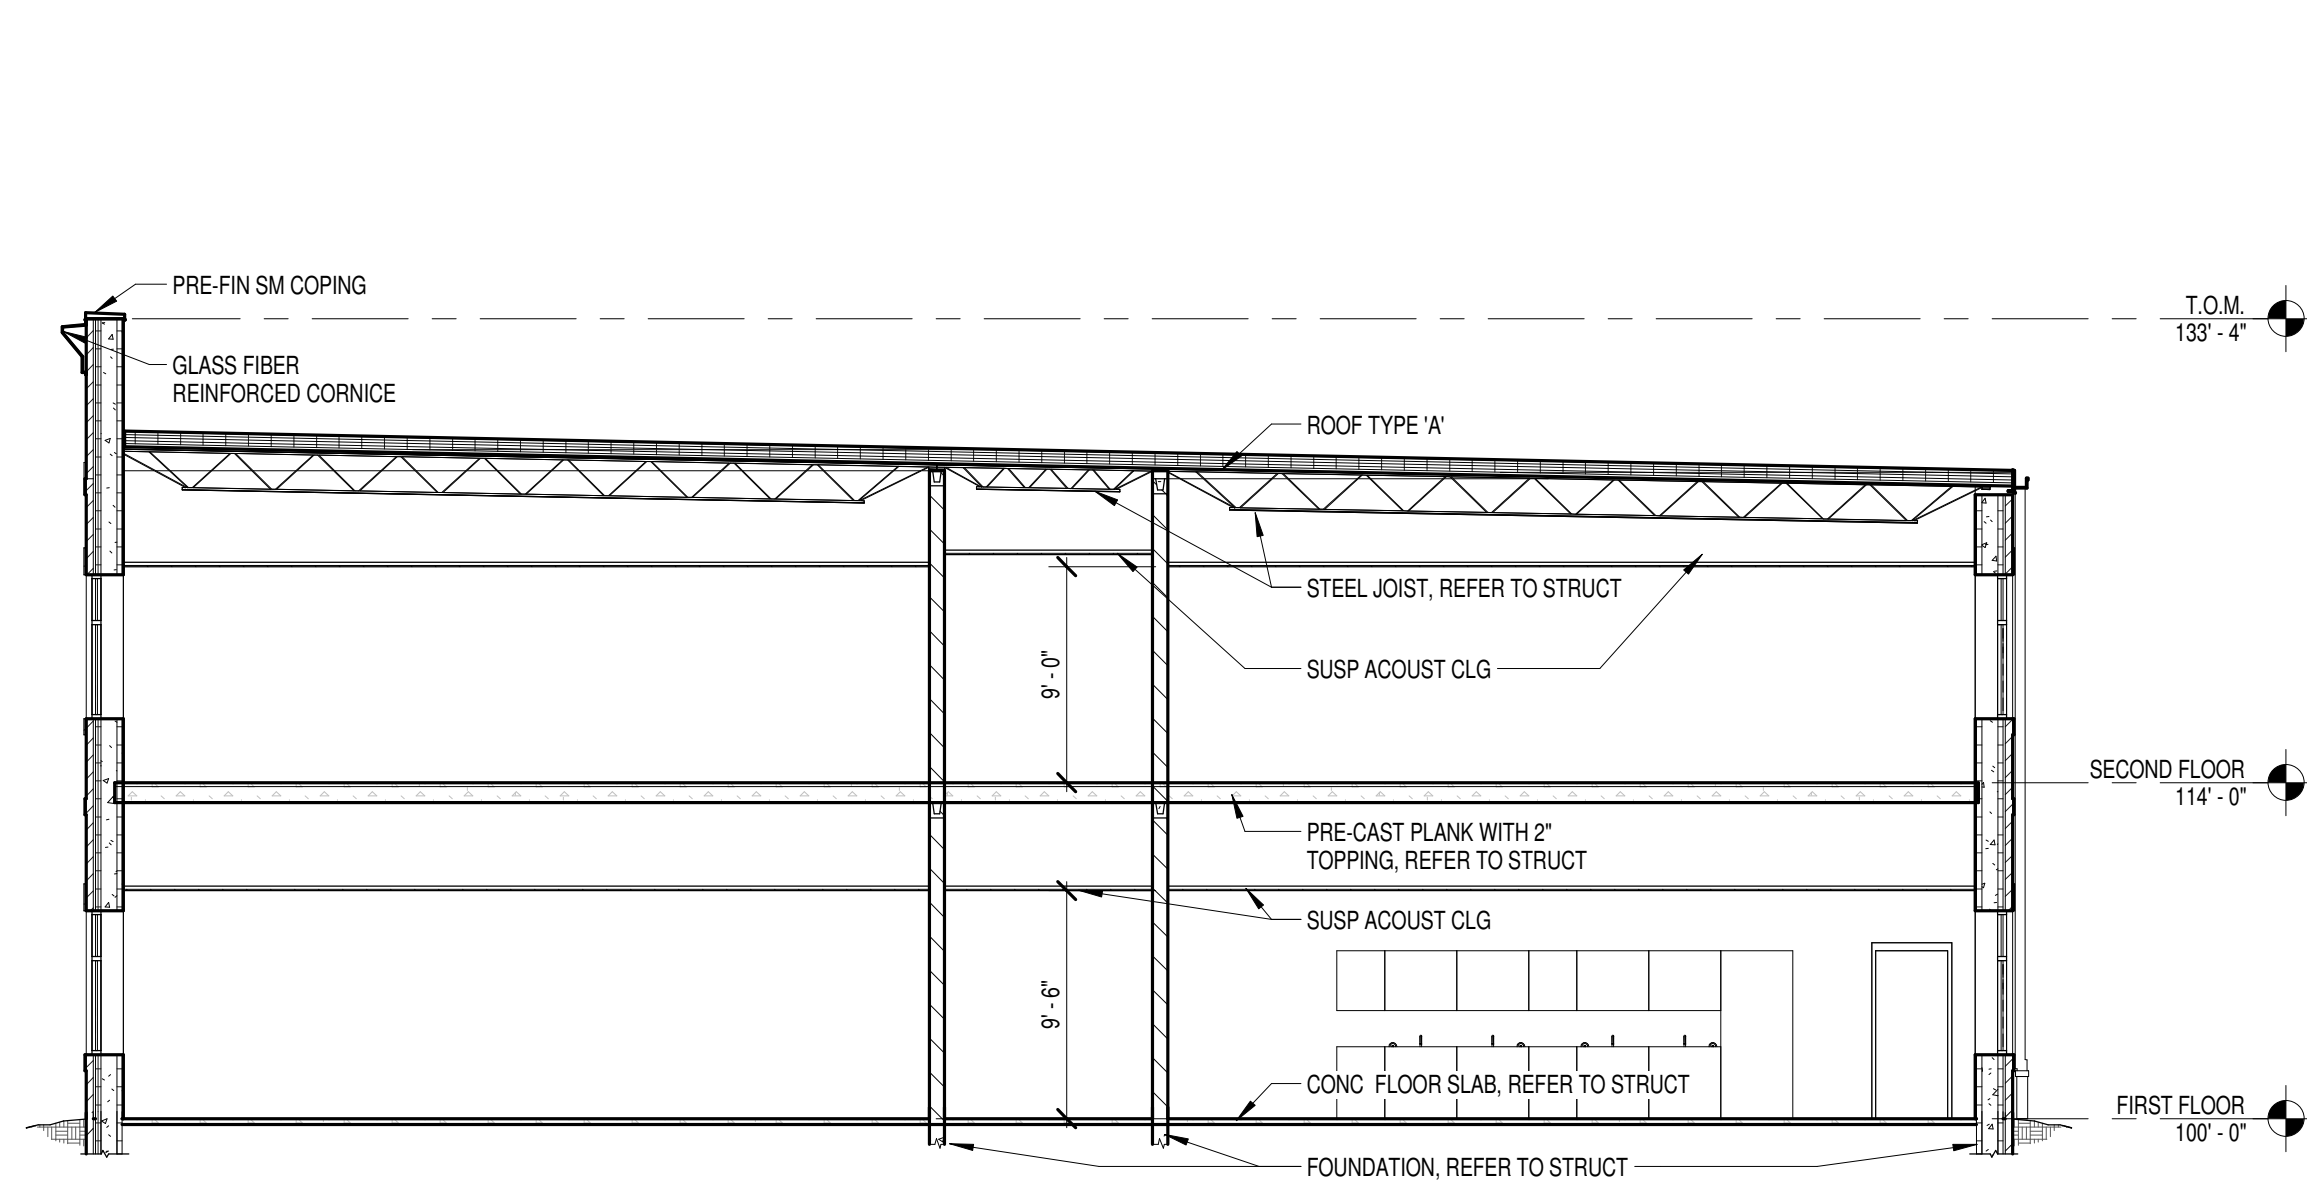 PRE-FIN SM COPING
T.O.M.
133' - 4"
GLASS FIBER
REINFORCED CORNICE
ROOF TYPE 'A'
STEEL JOIST, REFER TO STRUCT
SUSP ACOUST CLG
9' - 0"
SECOND FLOOR
114' - 0"
PRE-CAST PLANK WITH 2"
TOPPING, REFER TO STRUCT
SUSP ACOUST CLG
9' - 6"
CONC FLOOR SLAB, REFER TO STRUCT
FIRST FLOOR
100' - 0"
FOUNDATION, REFER TO STRUCT